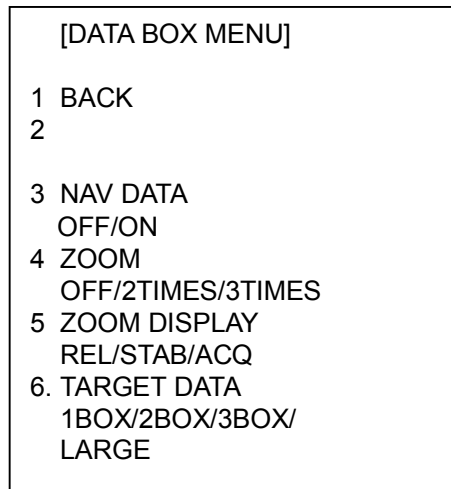 [DATA BOX MENU]
1 BACK
2
3 NAV DATA
OFF/ON
4 ZOOM
OFF/2TIMES/3TIMES
5 ZOOM DISPLAY
REL/STAB/ACQ
6. TARGET DATA
1BOX/2BOX/3BOX/
LARGE